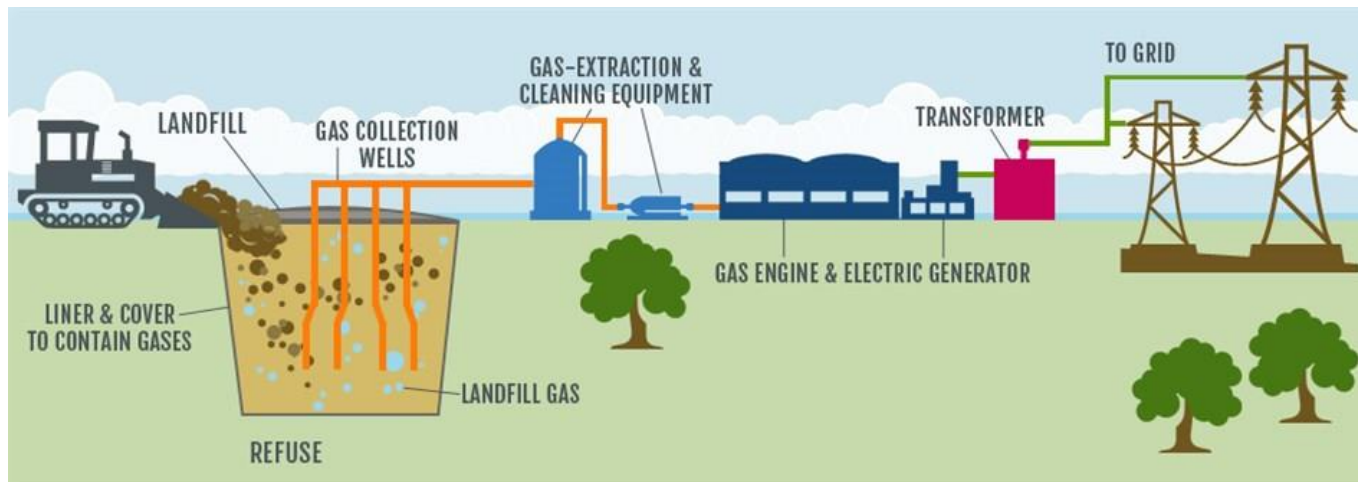 LANDFILL
GAS COLLECTION
WELLS
GAS-EXTRACTION &
CLEANING EQUIPMENT
TRANSFORMER
TO GRID
GAS ENGINE & ELECTRIC GENERATOR
LINER & COVER
TO CONTAIN GASES
LANDFILL GAS
REFUSE